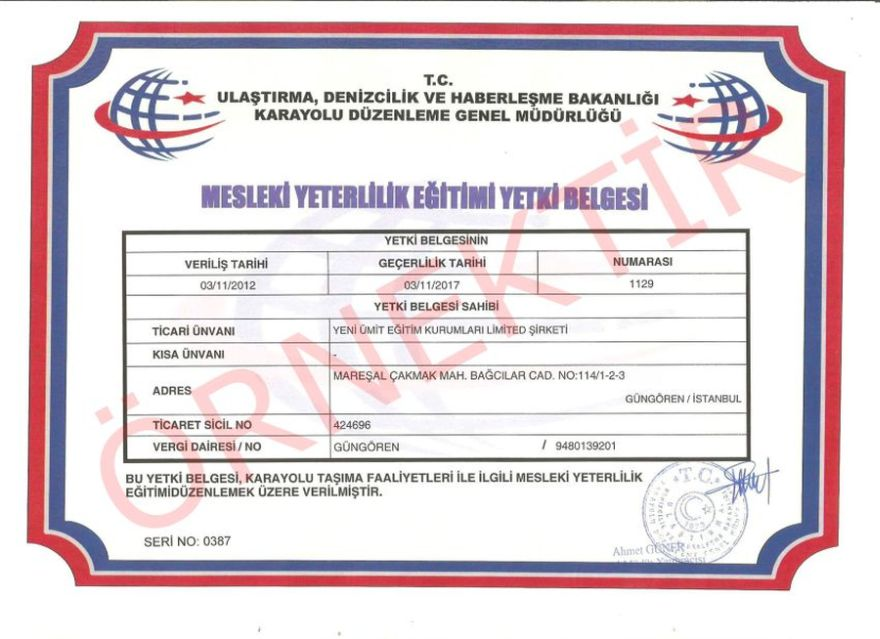 T.C.
ULAŞTIRMA, DENİZCİLİK VE HABERLEŞME BAKANLIĞI
KARAYOLU DÜZENLEME GENEL MÜDÜRLÜĞÜ
MESLEKİ YETERLİLİK EĞİTİMİ YETKİ BELGESİ
YETKİ BELGESİNİN
VERİLİŞ TARİHİ GEÇERLİLİK TARİHİ NUMARASI
03/11/2012 03/11/2017 1129
YETKİ BELGESİ SAHİBİ
TİCARİ ÜNVANI YENİ ÜMİT EĞİTİM KURUMLARI LİMİTED ŞİRKETİ
KISA ÜNVANI -
ADRES MAREŞAL ÇAKMAK MAH. BAĞCILAR CAD. NO:114/1-2-3
GÜNGÖREN / İSTANBUL
TİCARET SİCİL NO 424696
VERGİ DAİRESİ / NO GÜNGÖREN / 9480139201
BU YETKİ BELGESİ, KARAYOLU TAŞIMA FAALİYETLERİ İLE İLGİLİ MESLEKİ YETERLİLİK
EĞİTİMİDÜZENLEMEK ÜZERE VERİLMİŞTİR.
SERİ NO: 0387
T.C.
1923
Ahmet GÜNER
ÖRNEKTİR